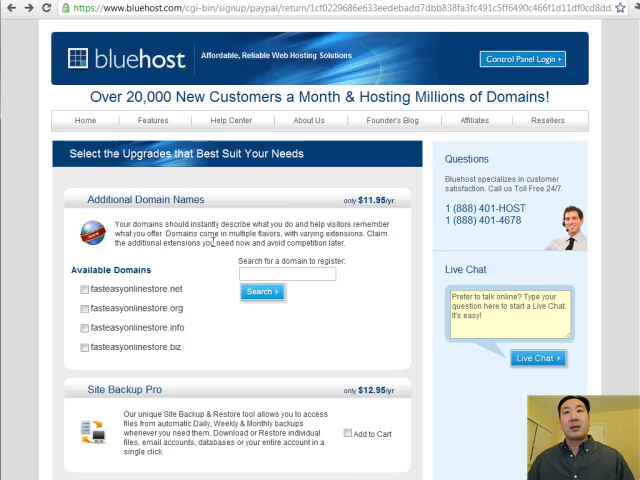 https://www.bluehost.com/cgi-bin/signup/paypal/return/
bluehost
Affordable, Reliable Web Hosting Solutions
Control Panel Login
Over 20,000 New Customers a Month & Hosting Millions of Domains!
Home Features Help Center About Us Founder's Blog Affiliates Resellers
Select the Upgrades that Best Suit Your Needs
Additional Domain Names only $11.95/yr
Your domains should instantly describe what you do and help visitors remember
what you offer. Domains come in multiple flavors, with varying extensions. Claim
the additional extensions you need now and avoid competition later.
Available Domains
fasteasyonlinestore.net
fasteasyonlinestore.org
fasteasyonlinestore.info
fasteasyonlinestore.biz
Search for a domain to register:
Search
Site Backup Pro only $12.95/yr
Our unique Site Backup & Restore tool allows you to access
files from automatic Daily, Weekly & Monthly backups
whenever you need them. Download or Restore individual
files, email accounts, databases or your entire account in a
single click.
Add to Cart
Questions
Bluehost specializes in customer
satisfaction. Call us Toll Free 24/7.
1 (888) 401-HOST
1 (888) 401-4678
Live Chat
Prefer to talk online? Type your
question here to start a Live Chat.
It's easy!
Live Chat